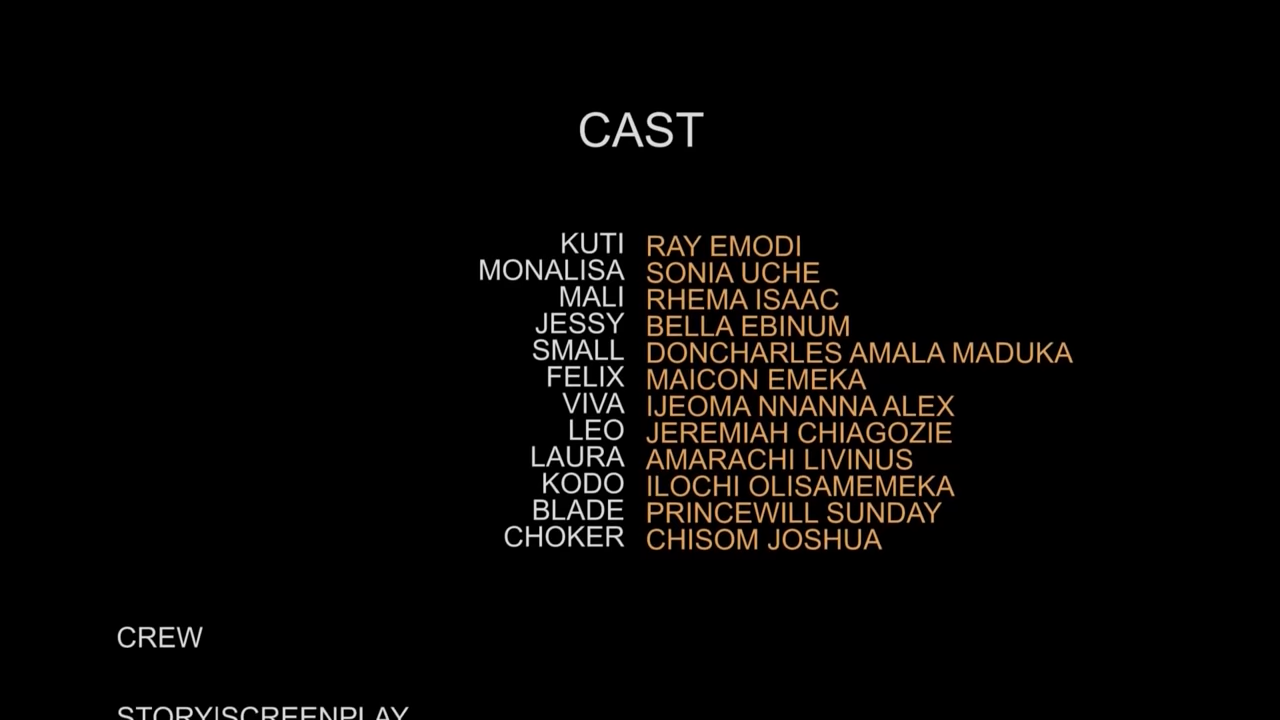 CAST
KUTI RAY EMODI
MONALISA SONIA UCHE
MALI RHEMA ISAAC
JESSY BELLA EBINUM
SMALL DONCHARLES AMALA MADUKA
FELIX MAICON EMEKA
VIVA IJEOMA NNANNA ALEX
LEO JEREMIAH CHIAGOZIE
LAURA AMARACHI LIVINUS
KODO ILOCHI OLISAMEMEKA
BLADE PRINCEWILL SUNDAY
CHOKER CHISOM JOSHUA
CREW
STORY|SCREENPLAY